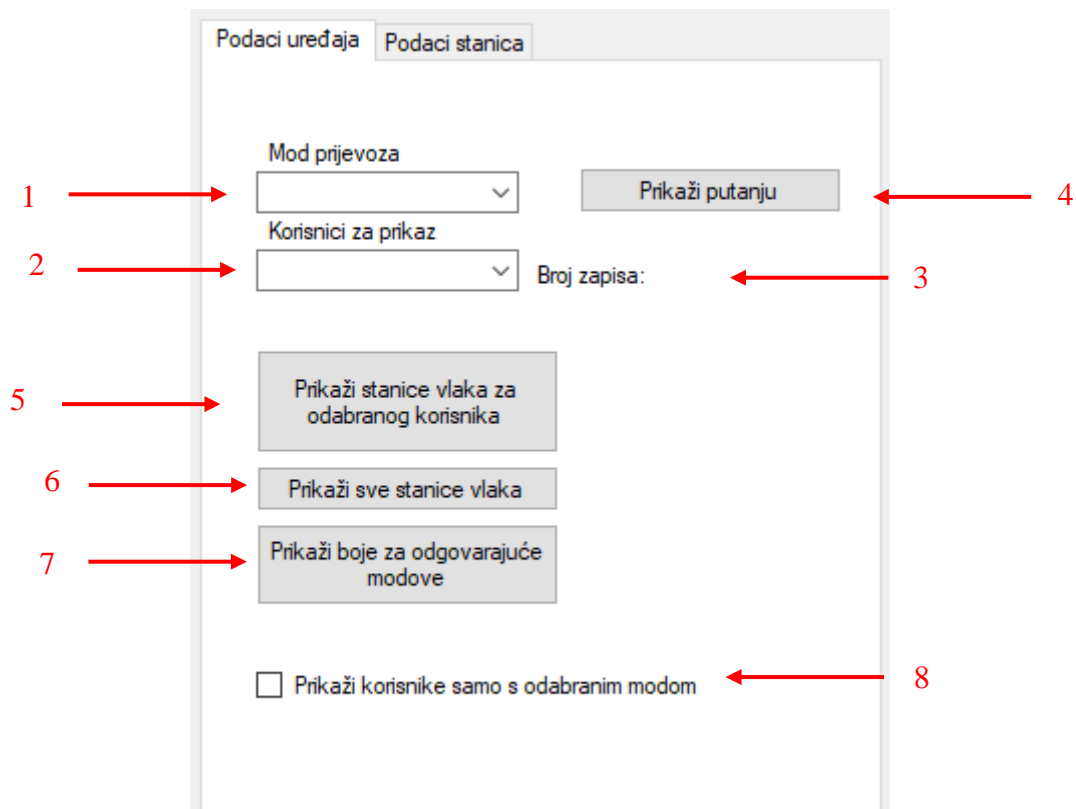 Podaci uređaja
Podaci stanica
Mod prijevoza
1
Prikaži putanju
4
Korisnici za prikaz
2
Broj zapisa:
3
5
Prikaži stanice vlaka za
odabranog korisnika
6
Prikaži sve stanice vlaka
7
Prikaži boje za odgovarajuće
modove
Prikaži korisnike samo s odabranim modom
8